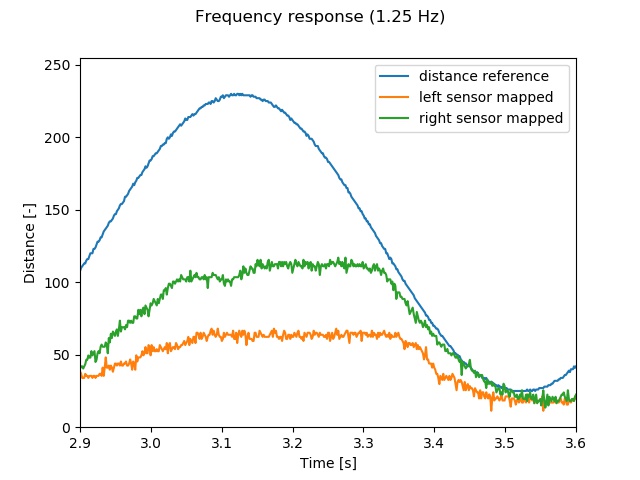 Frequency response (1.25 Hz)
250
200
150
100
50
0
Distance [-]
distance reference
left sensor mapped
right sensor mapped
2.9 3.0 3.1 3.2 3.3 3.4 3.5 3.6
Time [s]